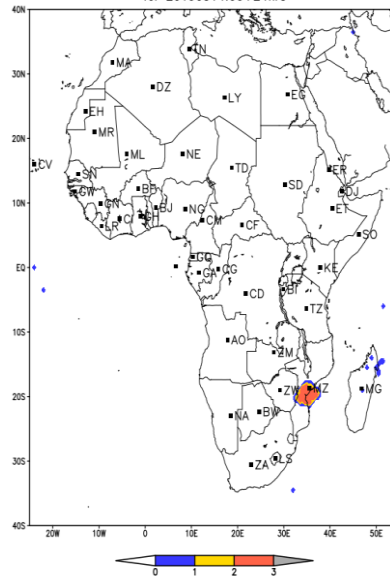 40N
TN
MA
30N
DZ
LY
EG
EH
MR
20N
ML
NE
CV
TD
ER
SN
SD
GW
BF
DJ
10N
GN
BJ
NG
ET
CI
GH
CM
LR
CF
SO
GQ
EQ
GA
CG
KE
BI
CD
TZ
10S
AO
ZM
MZ
ZW
MG
20S
NA
BW
LS
30S
ZA
40S
20W 10W 0 10E 20E 30E 40E 50E
0 1 2 3